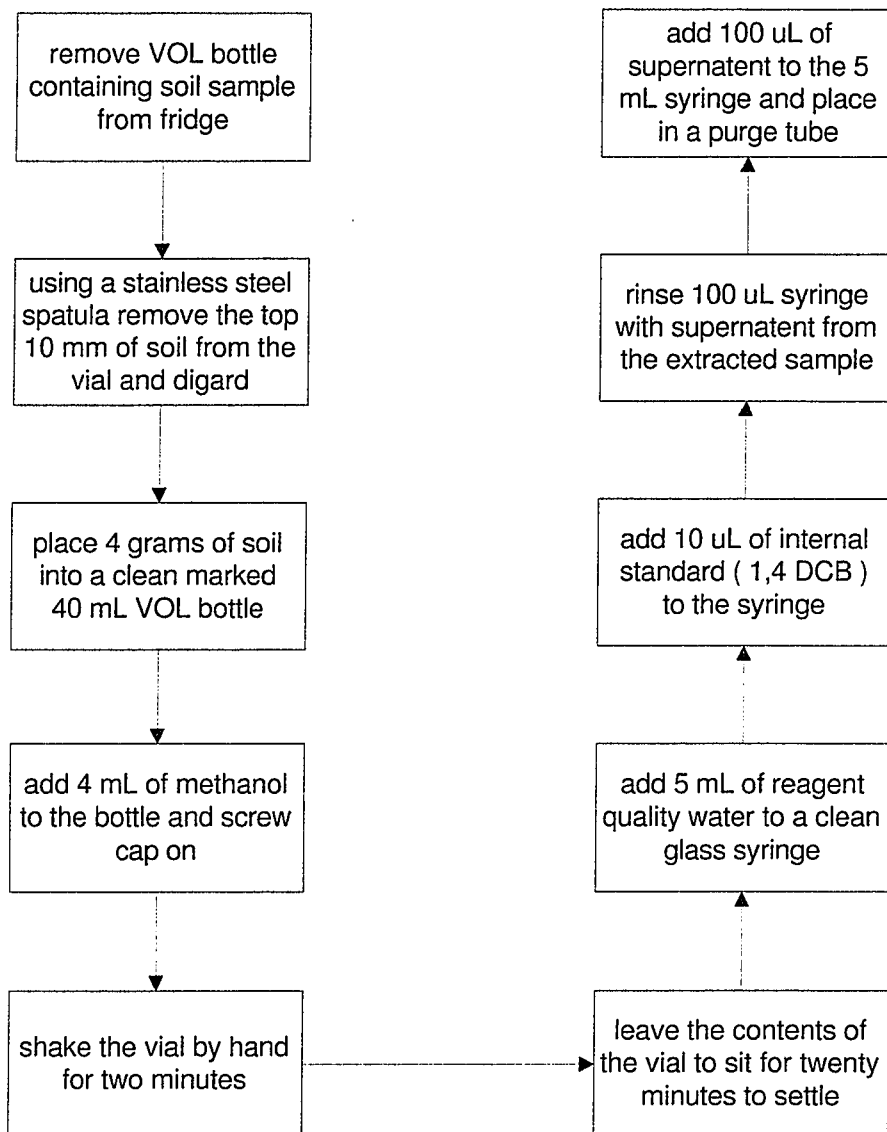 remove VOL bottle
containing soil sample
from fridge
using a stainless steel
spatula remove the top
10 mm of soil from the
vial and digard
place 4 grams of soil
into a clean marked
40 mL VOL bottle
add 4 mL of methanol
to the bottle and screw
cap on
shake the vial by hand
for two minutes
leave the contents of
the vial to sit for twenty
minutes to settle
add 5 mL of reagent
quality water to a clean
glass syringe
add 10 uL of internal
standard ( 1,4 DCB )
to the syringe
rinse 100 uL syringe
with supernatent from
the extracted sample
add 100 uL of
supernatent to the 5
mL syringe and place
in a purge tube